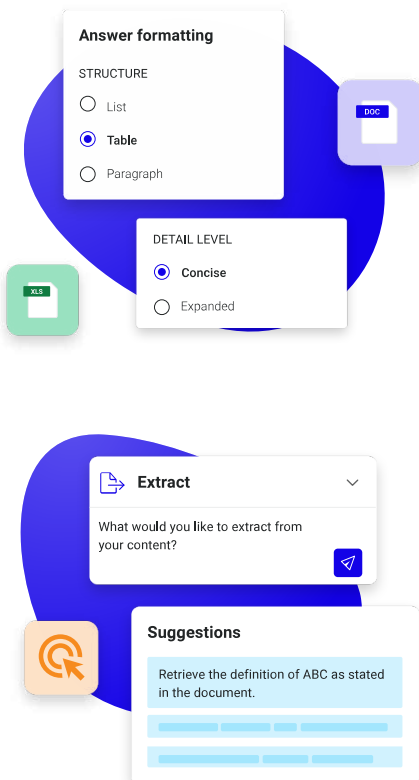 Answer formatting
STRUCTURE
List
DOC
Table
Paragraph
DETAIL LEVEL
Concise
XLS
Expanded
Extract
What would you like to extract from
your content?
Suggestions
Retrieve the definition of ABC as stated
in the document.